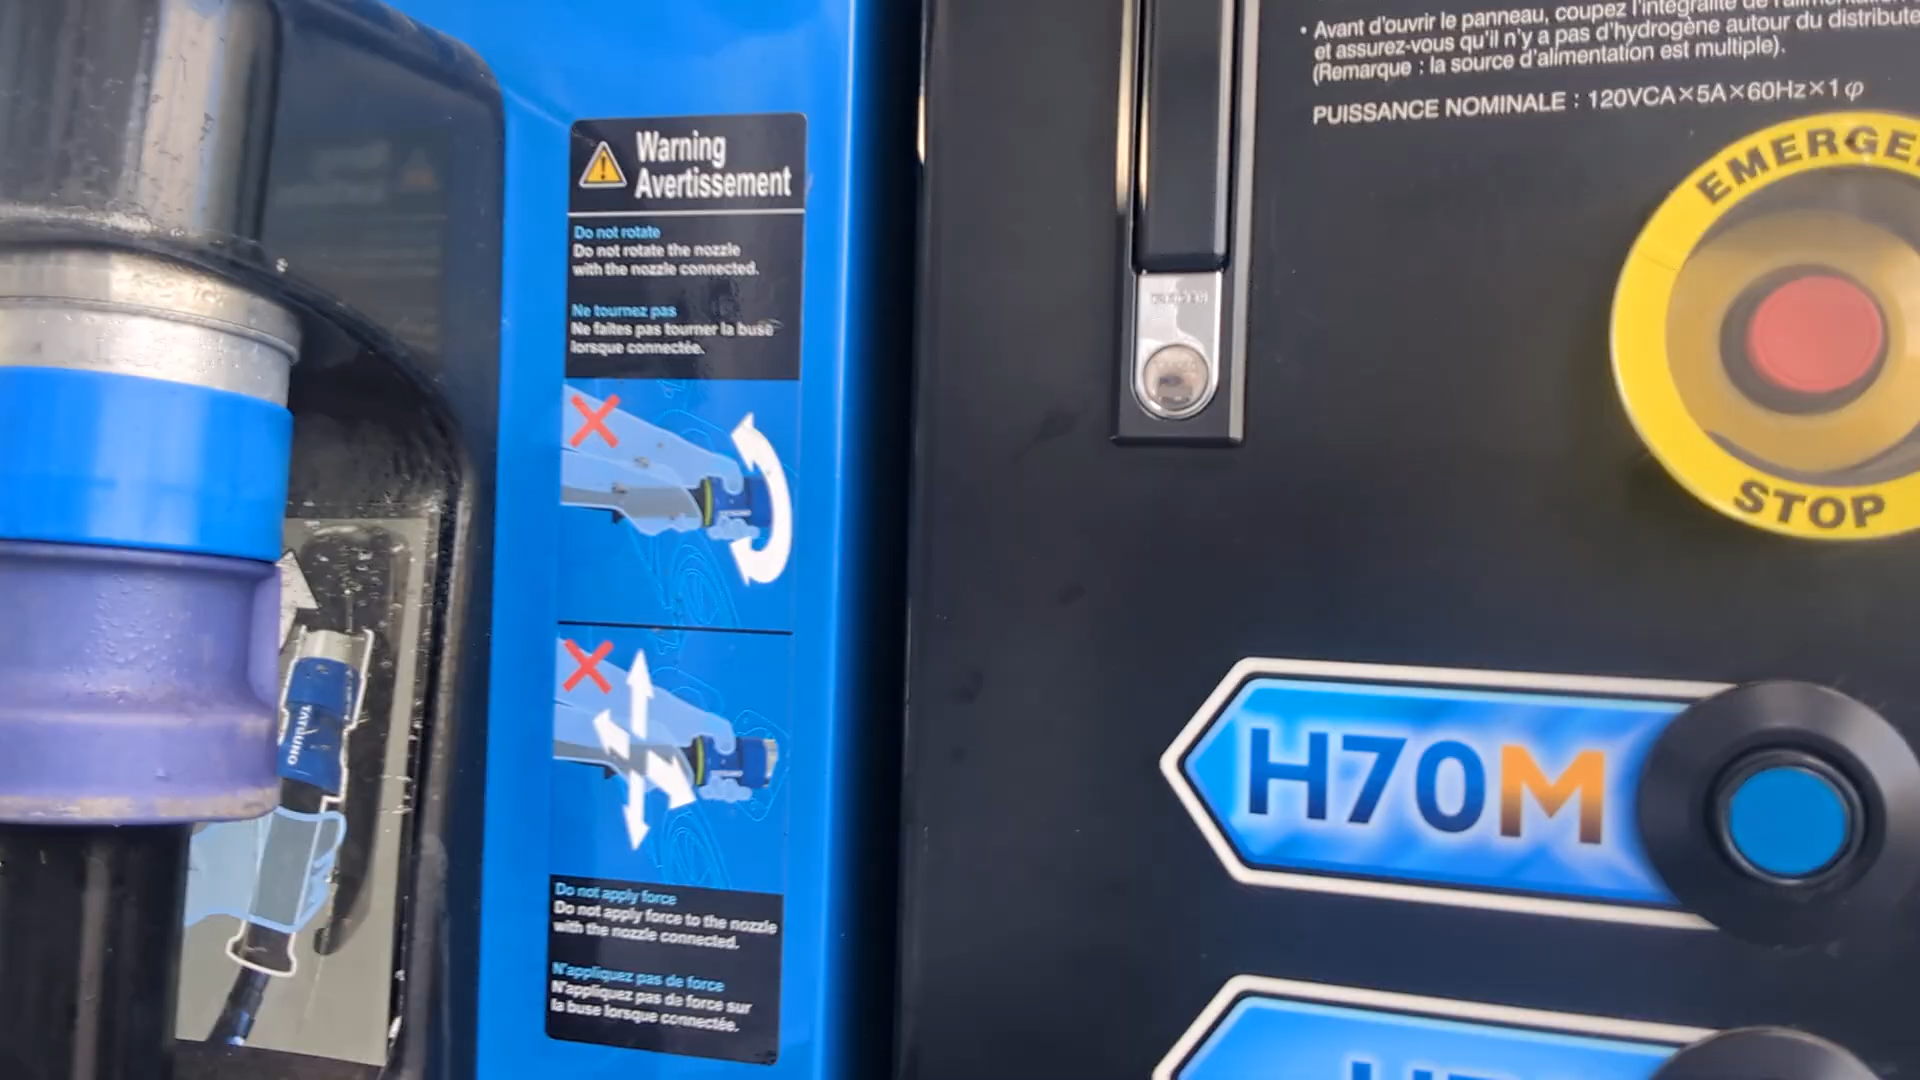 Warning
Avertissement
Do not rotate
Do not rotate the nozzle
with the nozzle connected.
Ne tournez pas
Ne faites pas tourner la buse
lorsque connectée.
Do not apply force
Do not apply force to the nozzle
with the nozzle connected.
N'appliquez pas de force
N'appliquez pas de force sur
la buse lorsque connectée.
TATSUNO
• Avant d'ouvrir le panneau, coupez l'intégralité de
et assurez-vous qu'il n'y a pas d'hydrogène autour du distribute
(Remarque : la source d'alimentation est multiple).
PUISSANCE NOMINALE : 120VCA×5A×60Hz×1φ
EMERGE
STOP
H70M